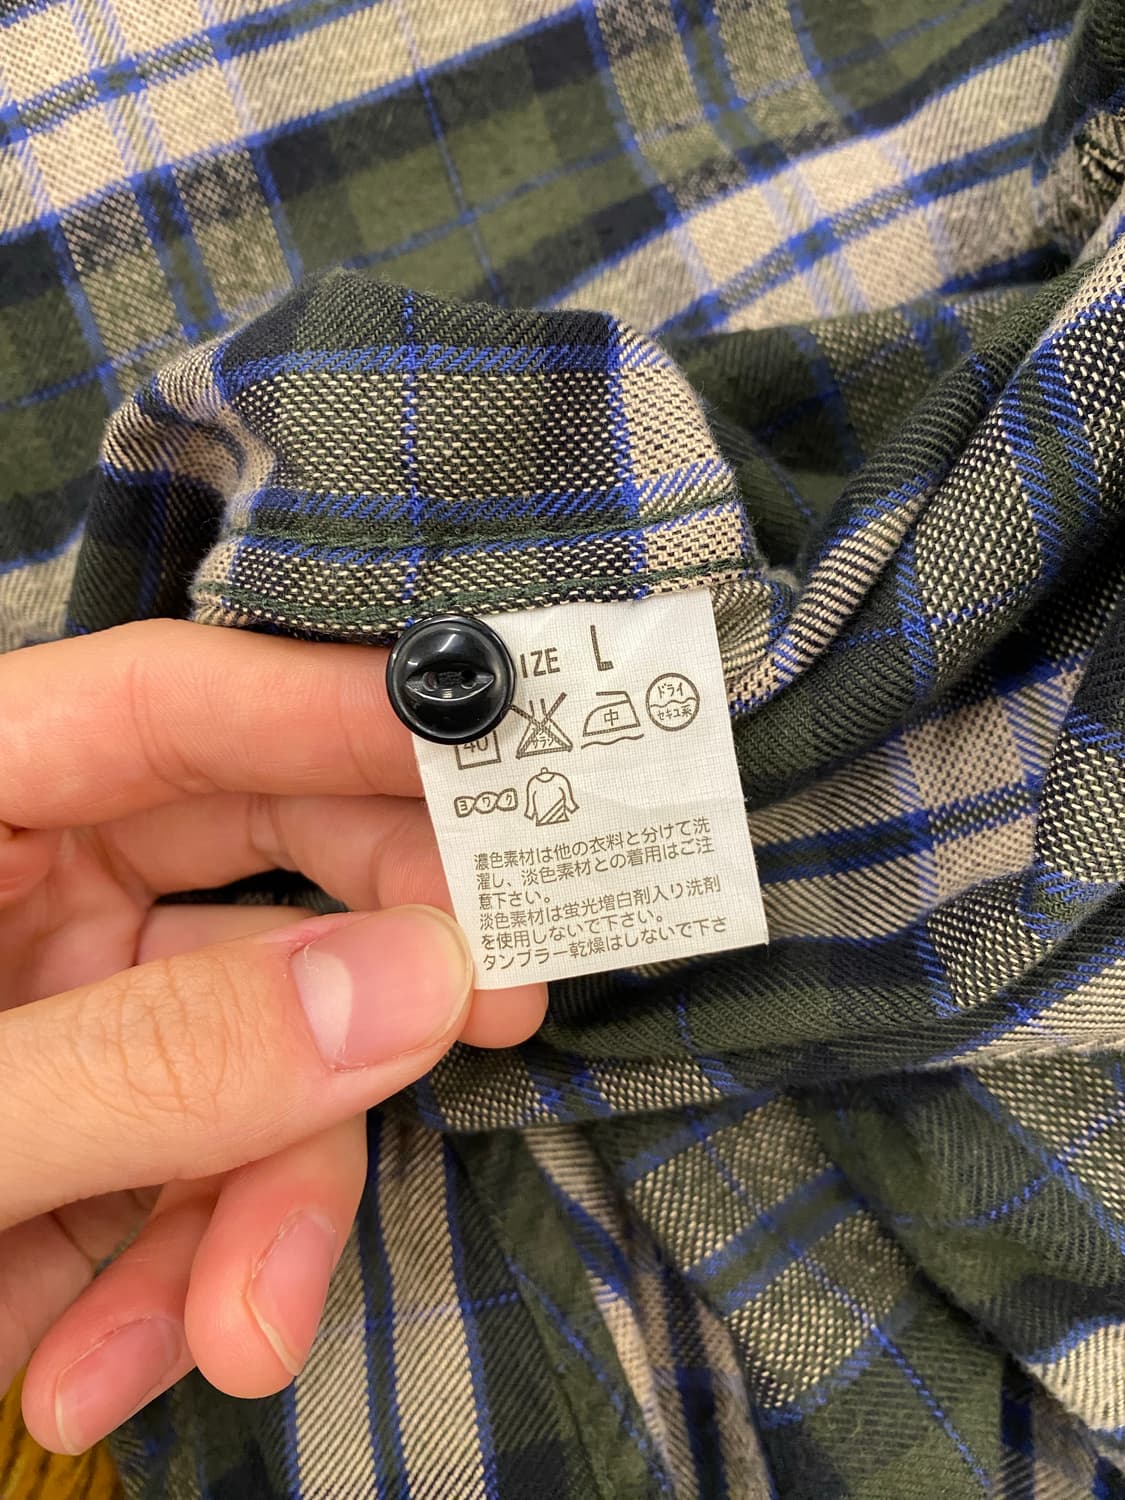 IZE L
40 サラシ 中 ドライ セキユ系
ヨワク
濃色素材は他の衣料と分けて洗
濯し、淡色素材との着用はご注
意下さい。
淡色素材は蛍光増白剤入り洗剤
を使用しないで下さい。
タンブラー乾燥はしないで下さ